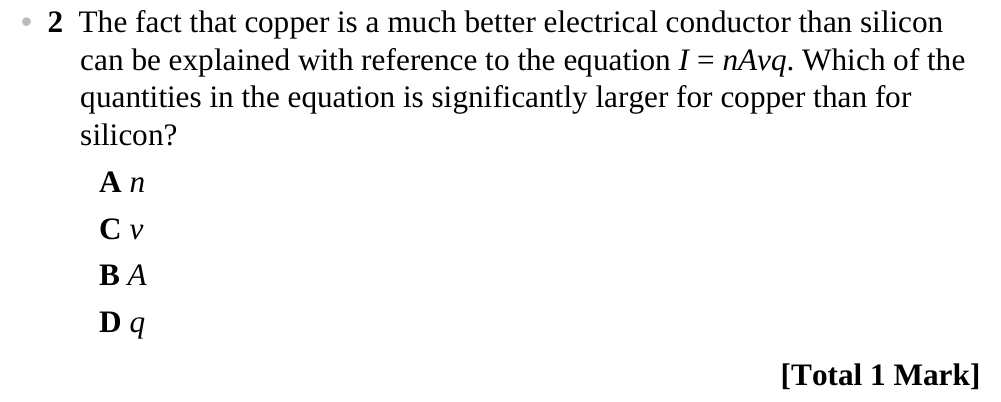 • 2 The fact that copper is a much better electrical conductor than silicon
can be explained with reference to the equation I = nAvq. Which of the
quantities in the equation is significantly larger for copper than for
silicon?
A n
C v
B A
D q
[Total 1 Mark]